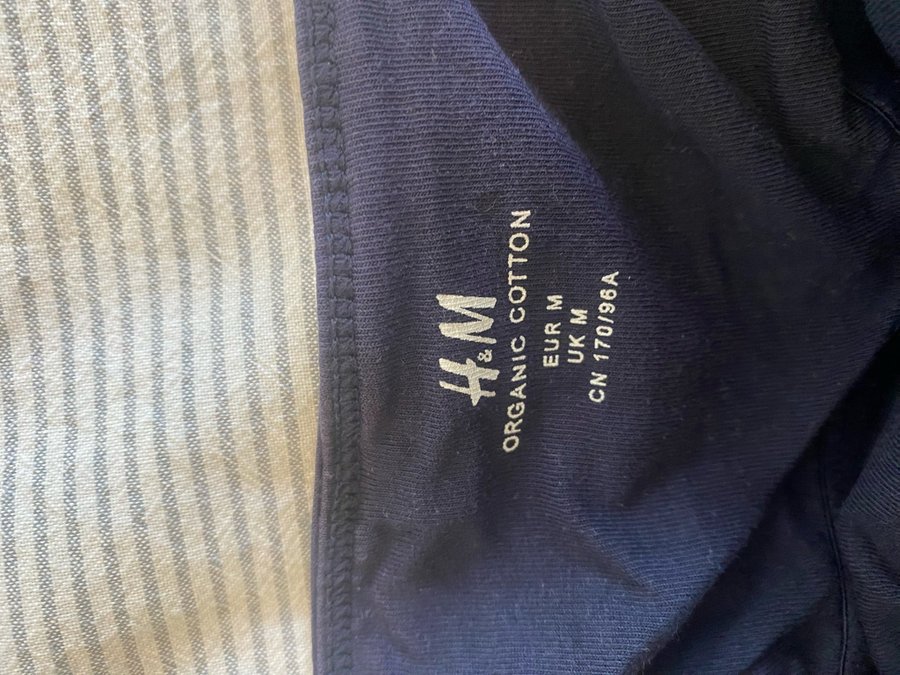 H&M
ORGANIC COTTON
EUR M
UK M
CN 170/96A